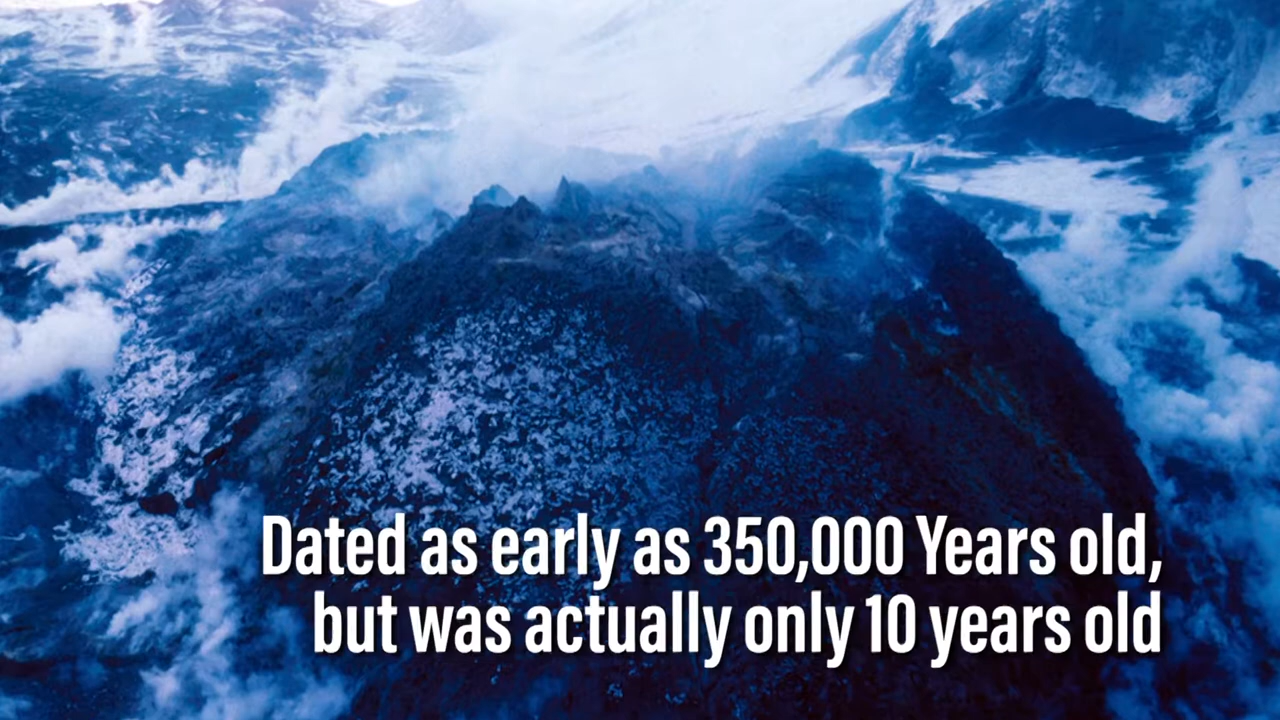 Dated as early as 350,000 Years old,
but was actually only 10 years old